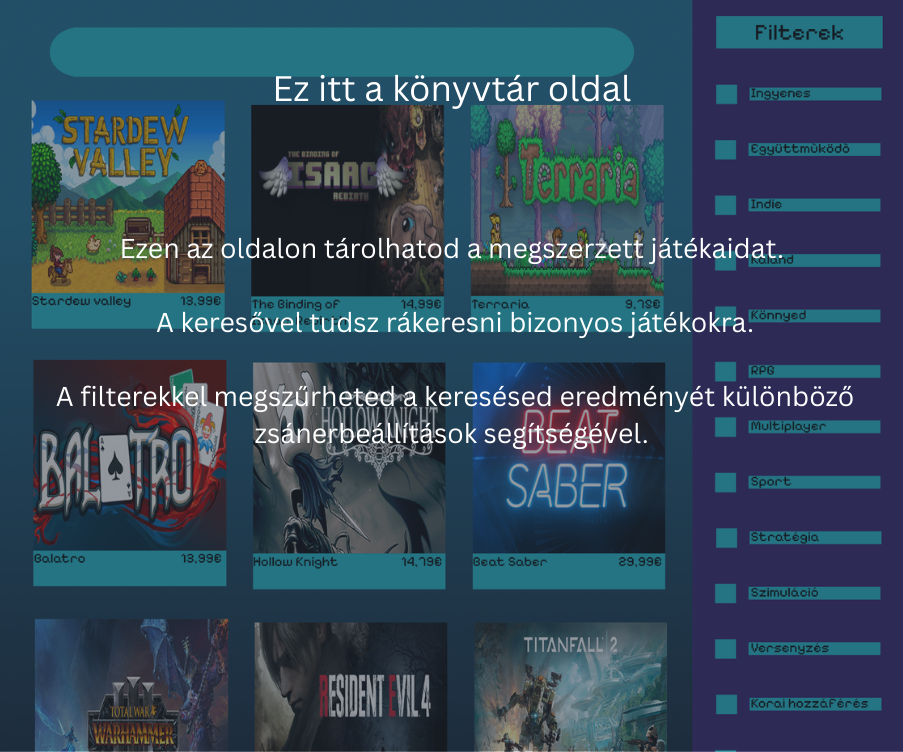 Filterek
Ez itt a könyvtár oldal
Ingyenes
Együttmüködö
Indie
Kaland
Könnyed
RPG
Multiplayer
Sport
Stratégia
Szimuláció
Versenyzés
Korai hozzáférés
Ezen az oldalon tárolhatod a megszerzett játékaidat.
A keresővel tudsz rákeresni bizonyos játékokra.
A filterekkel megszűrheted a keresésed eredményét különböző
zsánerbeállítások segítségével.
STARDEW
VALLEY
Stardew valley 13,99€
THE BINDING OF
ISAAC
REBIRTH
The Binding of 14,99€
Terraria
Terraria 9,75€
BALATRO
Balatro 13,99€
HOLLOW KNIGHT
Hollow Knight 14,79€
BEAT
SABER
Beat Saber 29,99€
TOTAL WAR
WARHAMMER
RESIDENT EVIL 4
TITANFALL 2